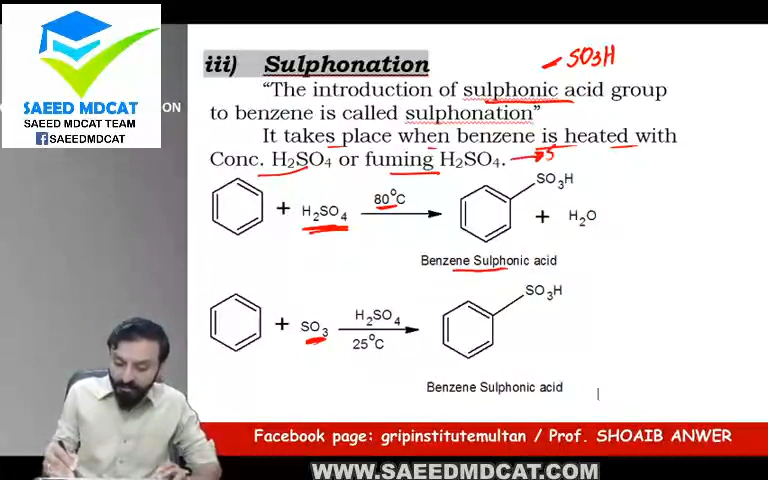 SAEED MDCAT
SAEED MDCAT TEAM
SAEEDMDCAT
ION
iii) Sulphonation
SO3H
"The introduction of sulphonic acid group
to benzene is called sulphonation"
It takes place when benzene is heated with
Conc. H₂SO₄ or fuming H₂SO₄.
SO₃H
+ H₂SO₄ 80°C + H₂O
Benzene Sulphonic acid
SO₃H
+ SO₃ H₂SO₄
25°C
Benzene Sulphonic acid
Facebook page: gripinstitutemultan / Prof. SHOAIB ANWER
WWW.SAEEDMDCAT.COM